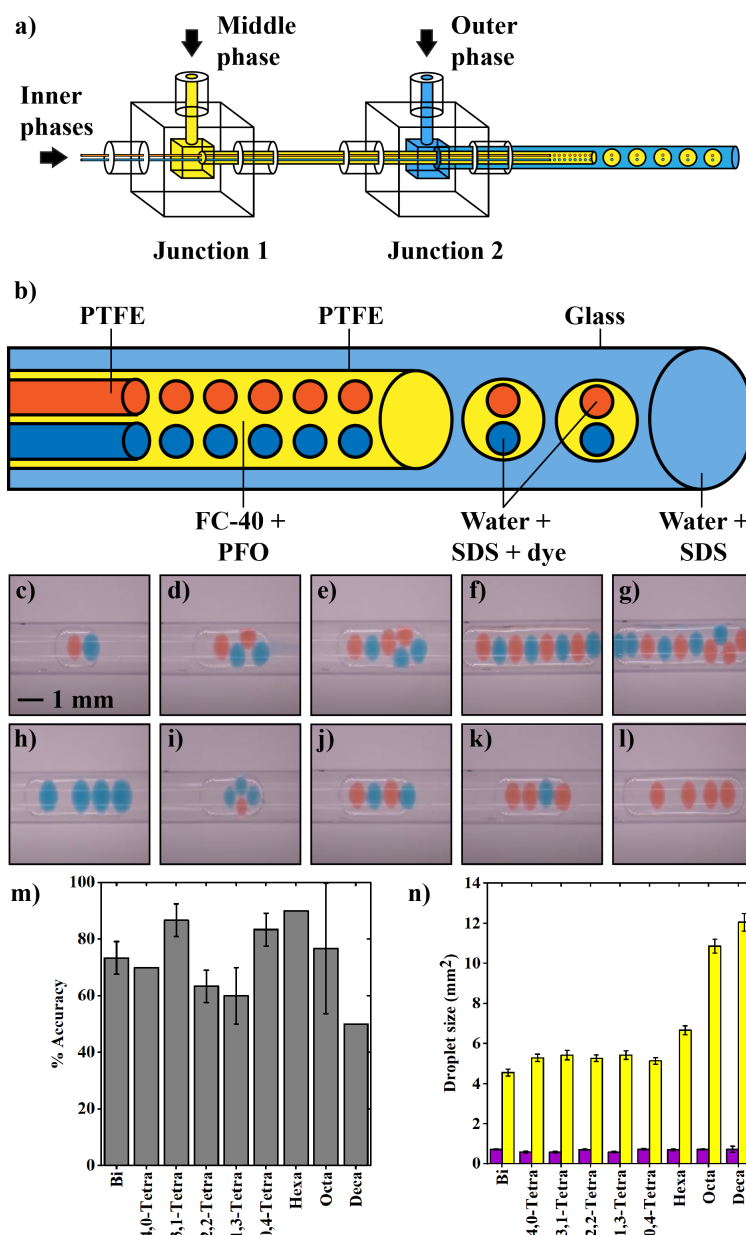 a)
Middle
phase
Outer
phase
Inner
phases
Junction 1
Junction 2
b)
PTFE
PTFE
Glass
FC-40 +
PFO
Water +
SDS + dye
Water +
SDS
c)
d)
e)
f)
g)
1 mm
h)
i)
j)
k)
l)
m)
100
80
60
40
20
0
% Accuracy
Bi
4,0-Tetra
3,1-Tetra
2,2-Tetra
1,3-Tetra
0,4-Tetra
Hexa
Octa
Deca
n)
14
12
10
8
6
4
2
0
Droplet size (mm²)
Bi
4,0-Tetra
3,1-Tetra
2,2-Tetra
1,3-Tetra
0,4-Tetra
Hexa
Octa
Deca